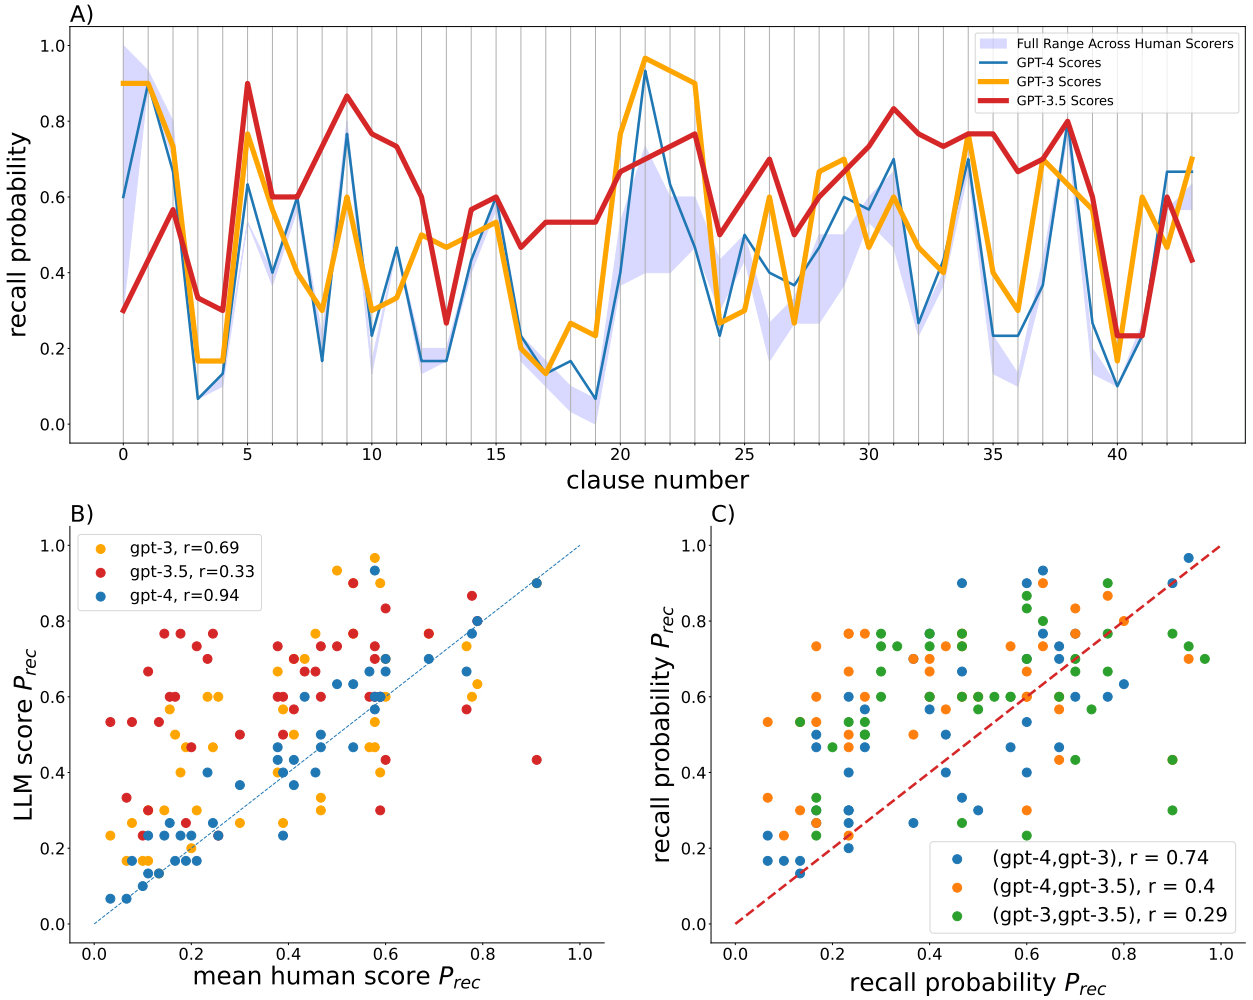 A)
1.0
0.8
0.6
0.4
0.2
0.0
recall probability
Full Range Across Human Scorers
GPT-4 Scores
GPT-3 Scores
GPT-3.5 Scores
0 5 10 15 20 25 30 35 40
clause number
B)
1.0
0.8
0.6
0.4
0.2
0.0
LLM score P_rec
gpt-3, r=0.69
gpt-3.5, r=0.33
gpt-4, r=0.94
0.0 0.2 0.4 0.6 0.8 1.0
mean human score P_rec
C)
1.0
0.8
0.6
0.4
0.2
0.0
recall probability P_rec
(gpt-4,gpt-3), r = 0.74
(gpt-4,gpt-3.5), r = 0.4
(gpt-3,gpt-3.5), r = 0.29
0.0 0.2 0.4 0.6 0.8 1.0
recall probability P_rec